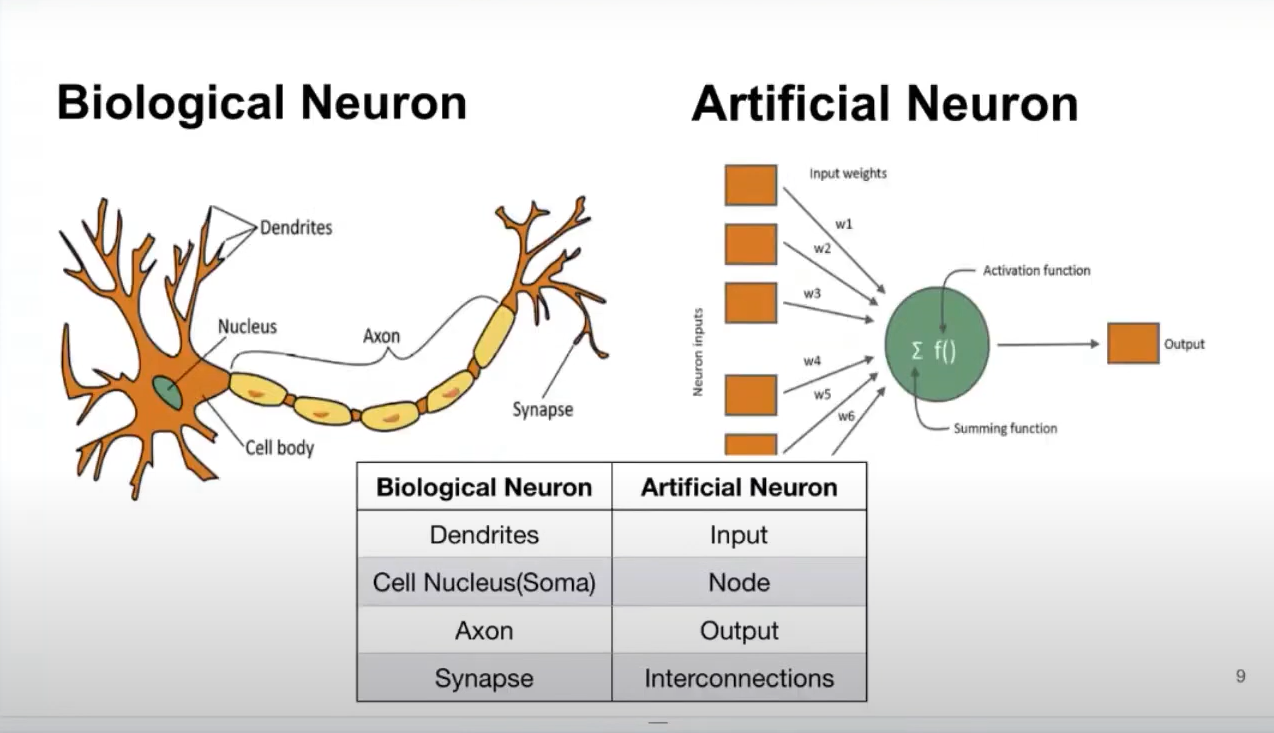 Biological Neuron
Artificial Neuron
Dendrites
Nucleus
Axon
Synapse
Cell body
Input weights
w1
w2
w3
w4
w5
w6
Neuron inputs
Activation function
Σ f()
Output
Summing function
Biological Neuron Artificial Neuron
Dendrites Input
Cell Nucleus(Soma) Node
Axon Output
Synapse Interconnections
9